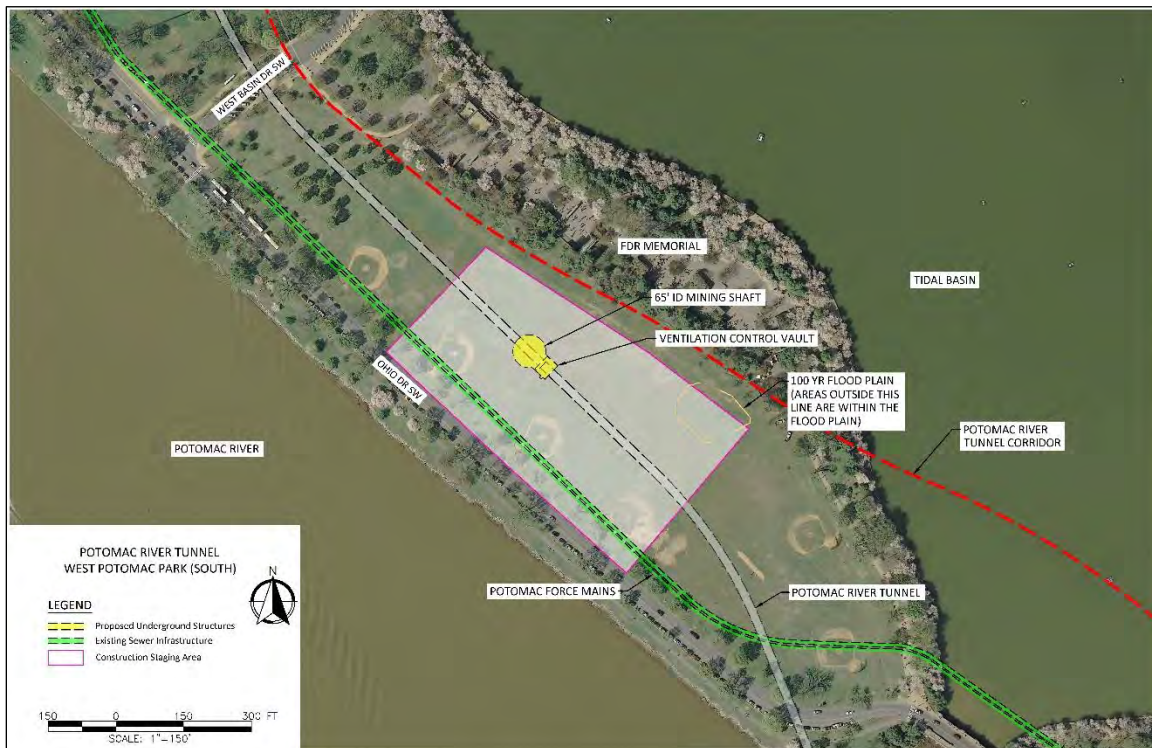 WEST BASIN DR SW
FDR MEMORIAL
TIDAL BASIN
65' ID MINING SHAFT
VENTILATION CONTROL VAULT
OHIO DR SW
100 YR FLOOD PLAIN
(AREAS OUTSIDE THIS
LINE ARE WITHIN THE
FLOOD PLAIN)
POTOMAC RIVER
TUNNEL CORRIDOR
POTOMAC RIVER
POTOMAC FORCE MAINS
POTOMAC RIVER TUNNEL
POTOMAC RIVER TUNNEL
WEST POTOMAC PARK (SOUTH)
N
LEGEND
Proposed Underground Structures
Existing Sewer Infrastructure
Construction Staging Area
150 0 150 300 FT
SCALE: 1"=150'